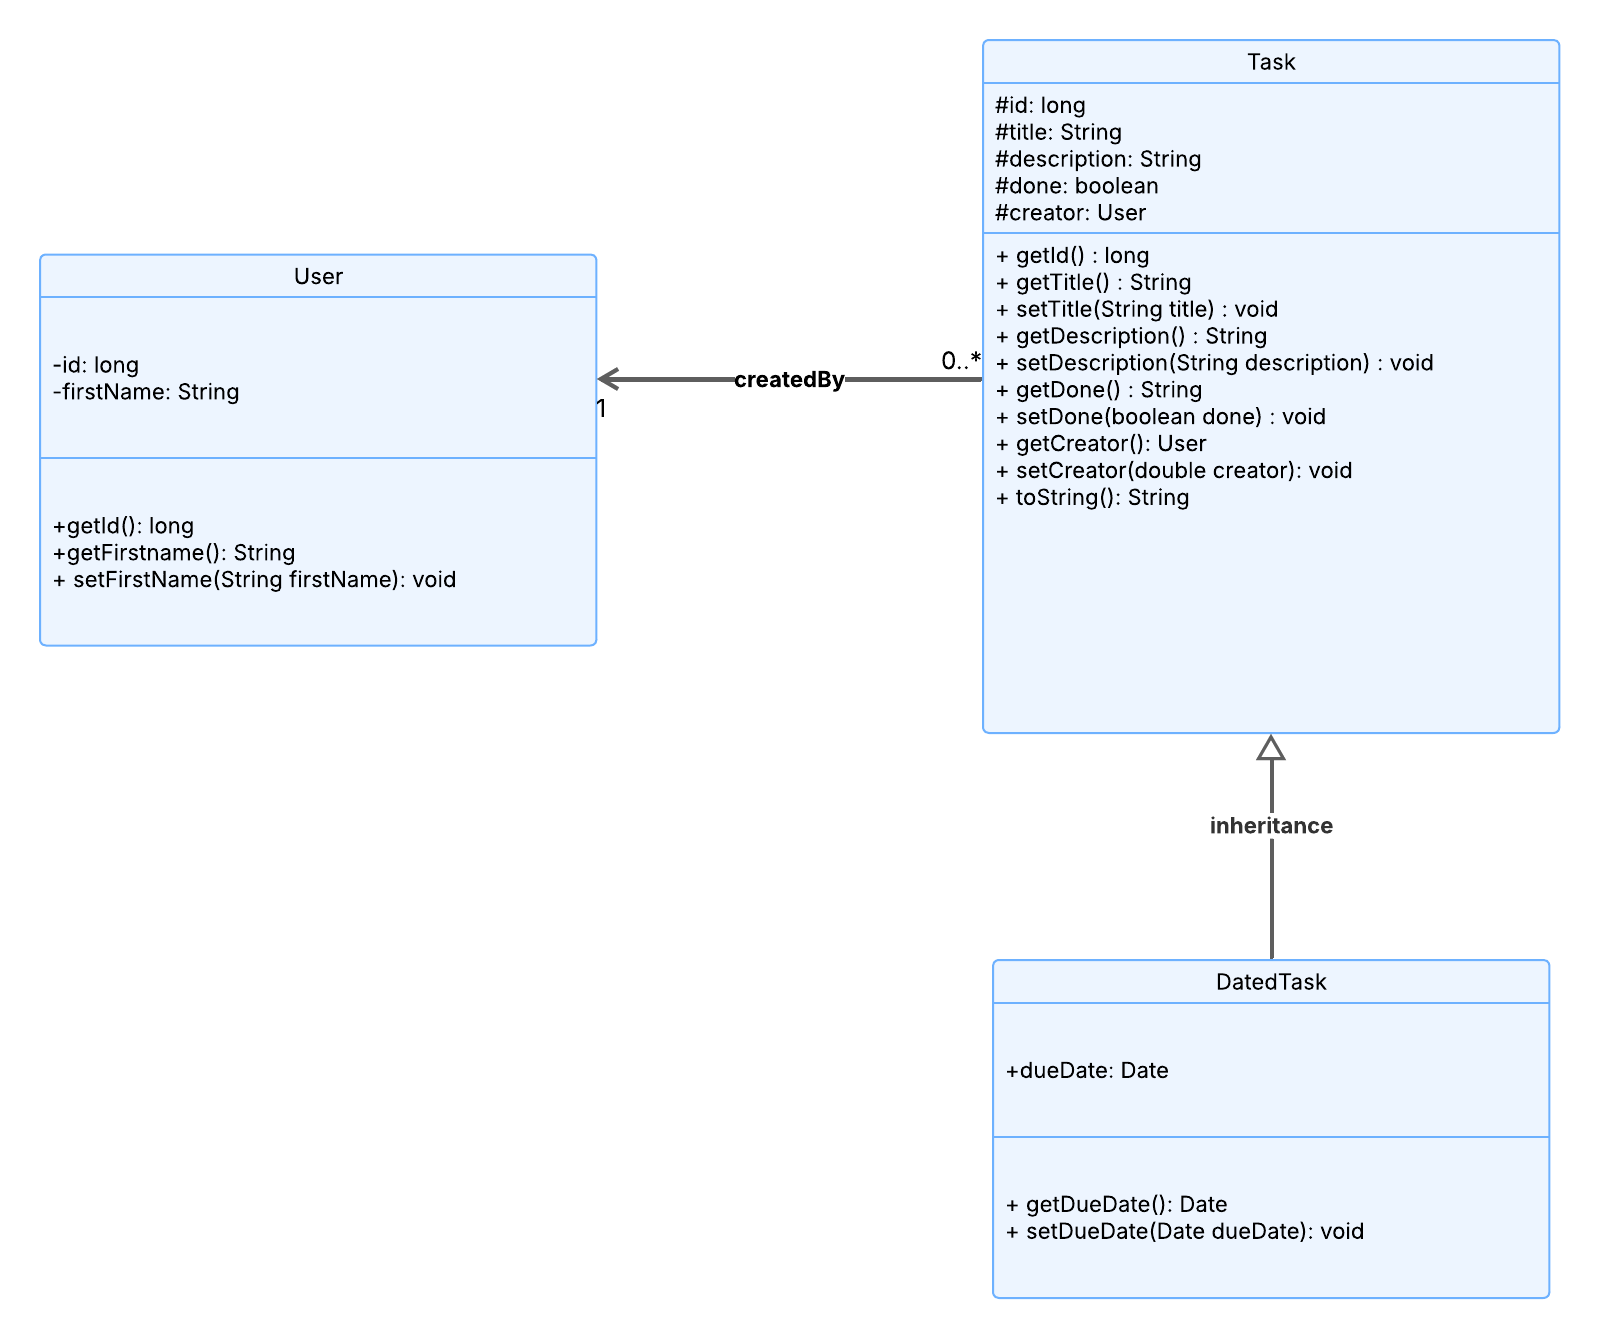 Task
#id: long
#title: String
#description: String
#done: boolean
#creator: User
+ getId() : long
+ getTitle() : String
+ setTitle(String title) : void
+ getDescription() : String
+ setDescription(String description) : void
+ getDone() : String
+ setDone(boolean done) : void
+ getCreator(): User
+ setCreator(double creator): void
+ toString(): String
User
-id: long
-firstName: String
+getId(): long
+getFirstname(): String
+ setFirstName(String firstName): void
0..*
createdBy
1
inheritance
DatedTask
+dueDate: Date
+ getDueDate(): Date
+ setDueDate(Date dueDate): void